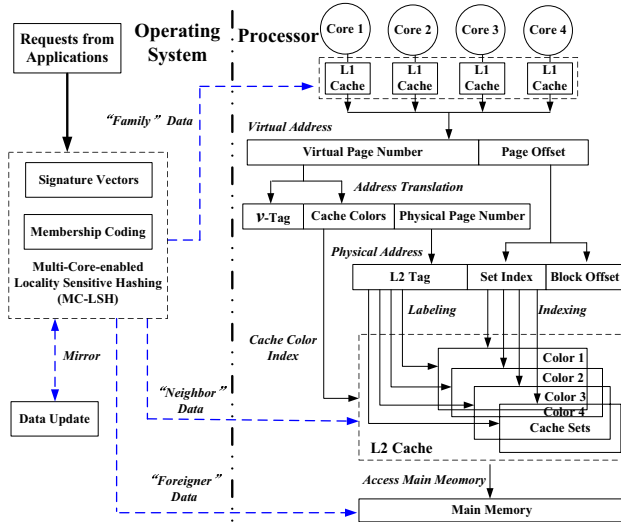 Requests from
Applications
Operating
System
Processor
Core 1
Core 2
Core 3
Core 4
L1
Cache
L1
Cache
L1
Cache
L1
Cache
“Family” Data
Virtual Address
Virtual Page Number
Page Offset
Signature Vectors
Address Translation
Membership Coding
v-Tag
Cache Colors
Physical Page Number
Multi-Core-enabled
Locality Sensitive Hashing
(MC-LSH)
Physical Address
L2 Tag
Set Index
Block Offset
Labeling
Indexing
Mirror
Cache Color
Index
Color 1
Color 2
Color 3
Color 4
Cache Sets
“Neighbor”
Data
Data Update
L2 Cache
“Foreigner”
Data
Access Main Meomory
Main Memory